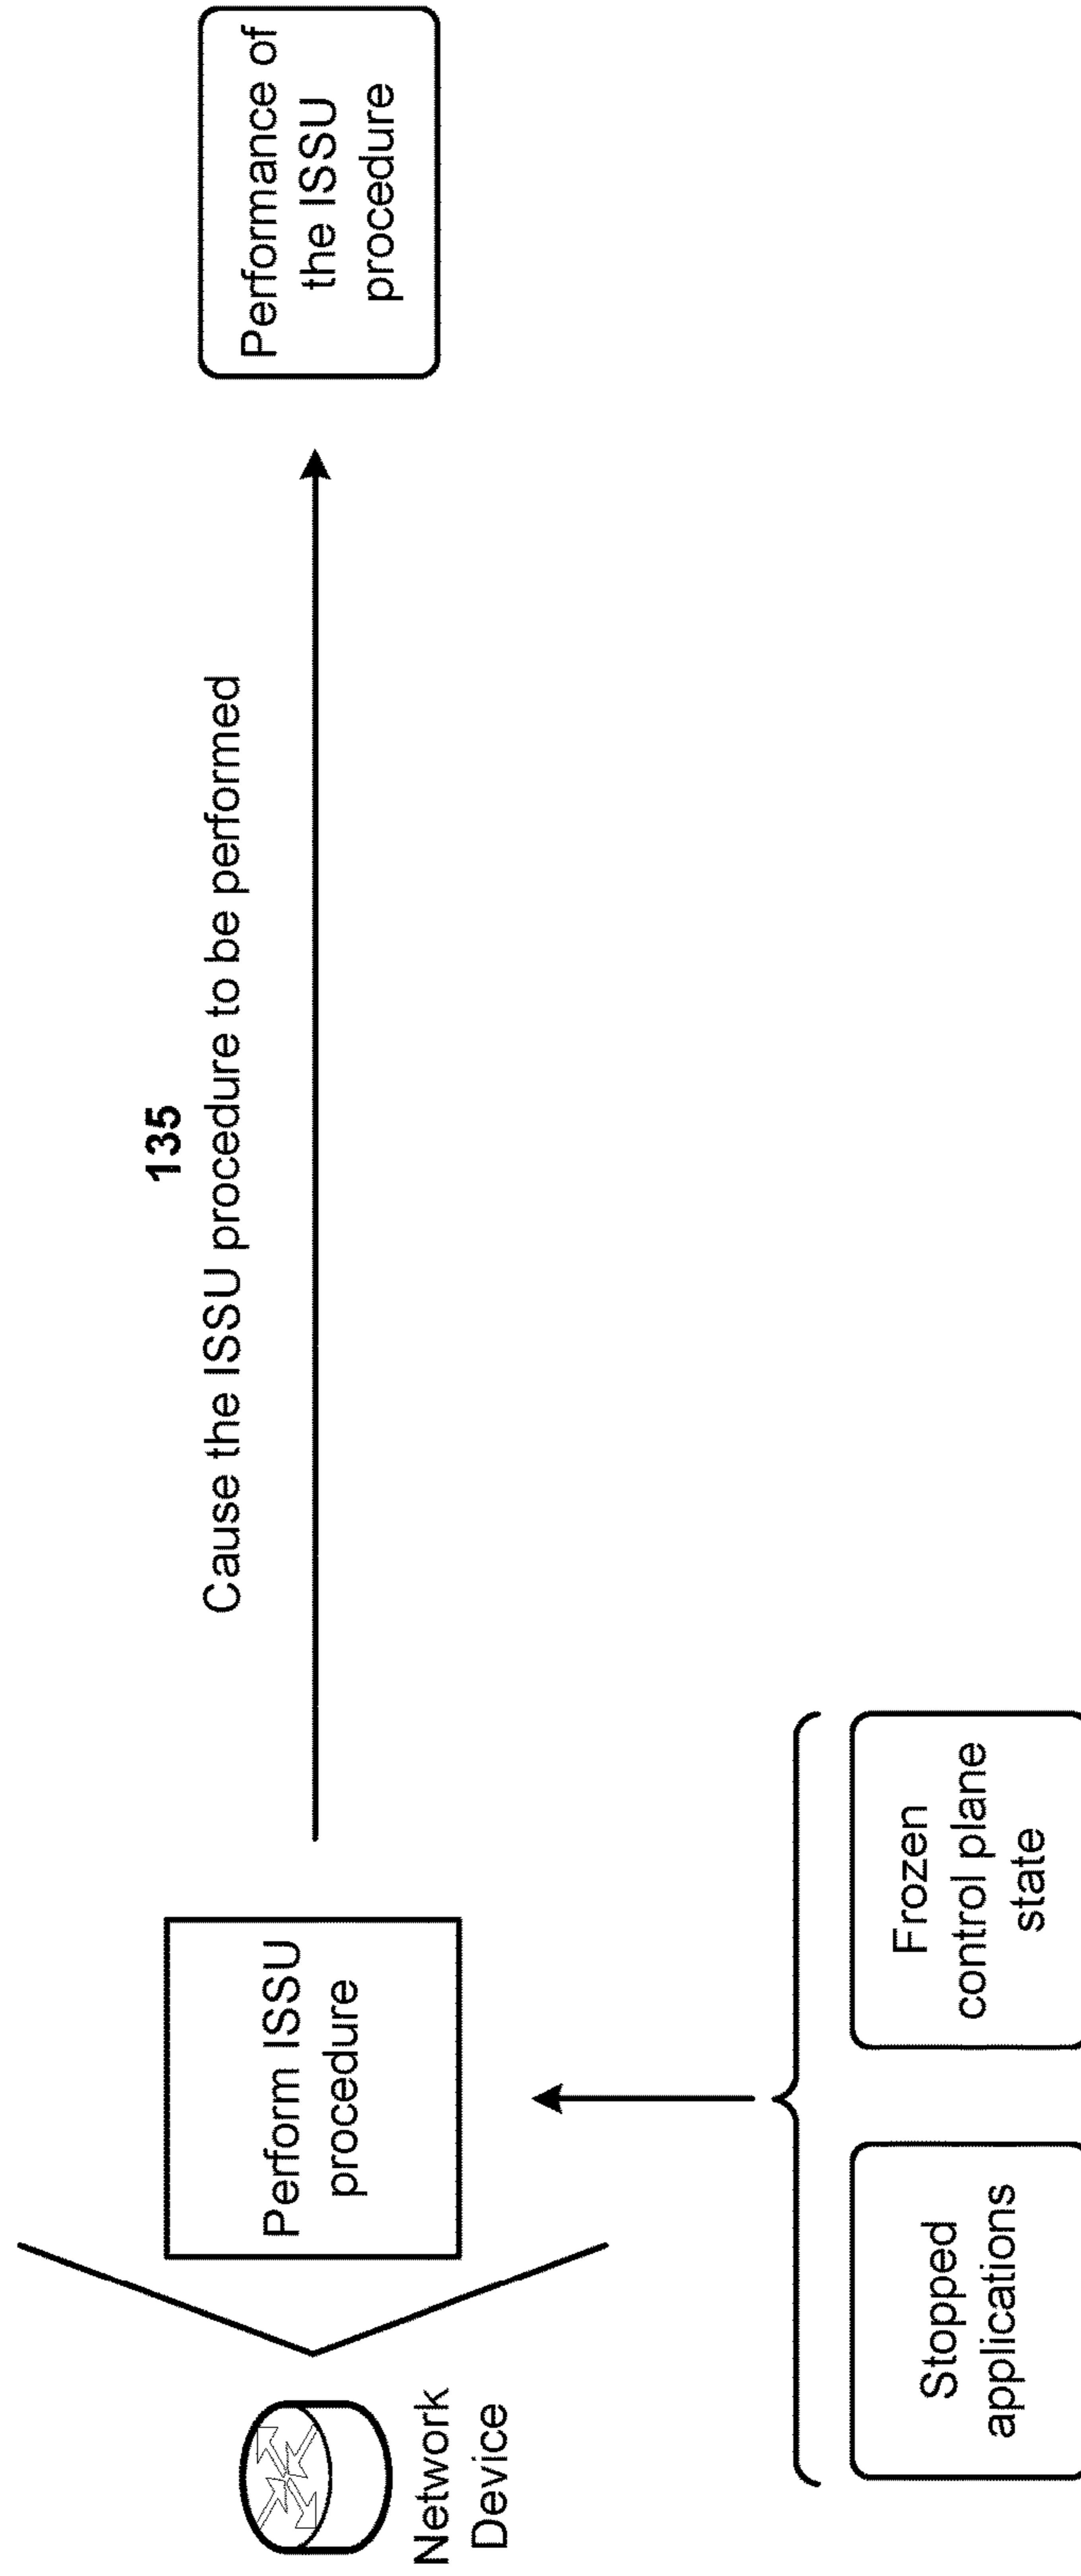 135
Cause the ISSU procedure to be performed
Network
Device
Perform ISSU
procedure
Performance of
the ISSU
procedure
Stopped
applications
Frozen
control plane
state